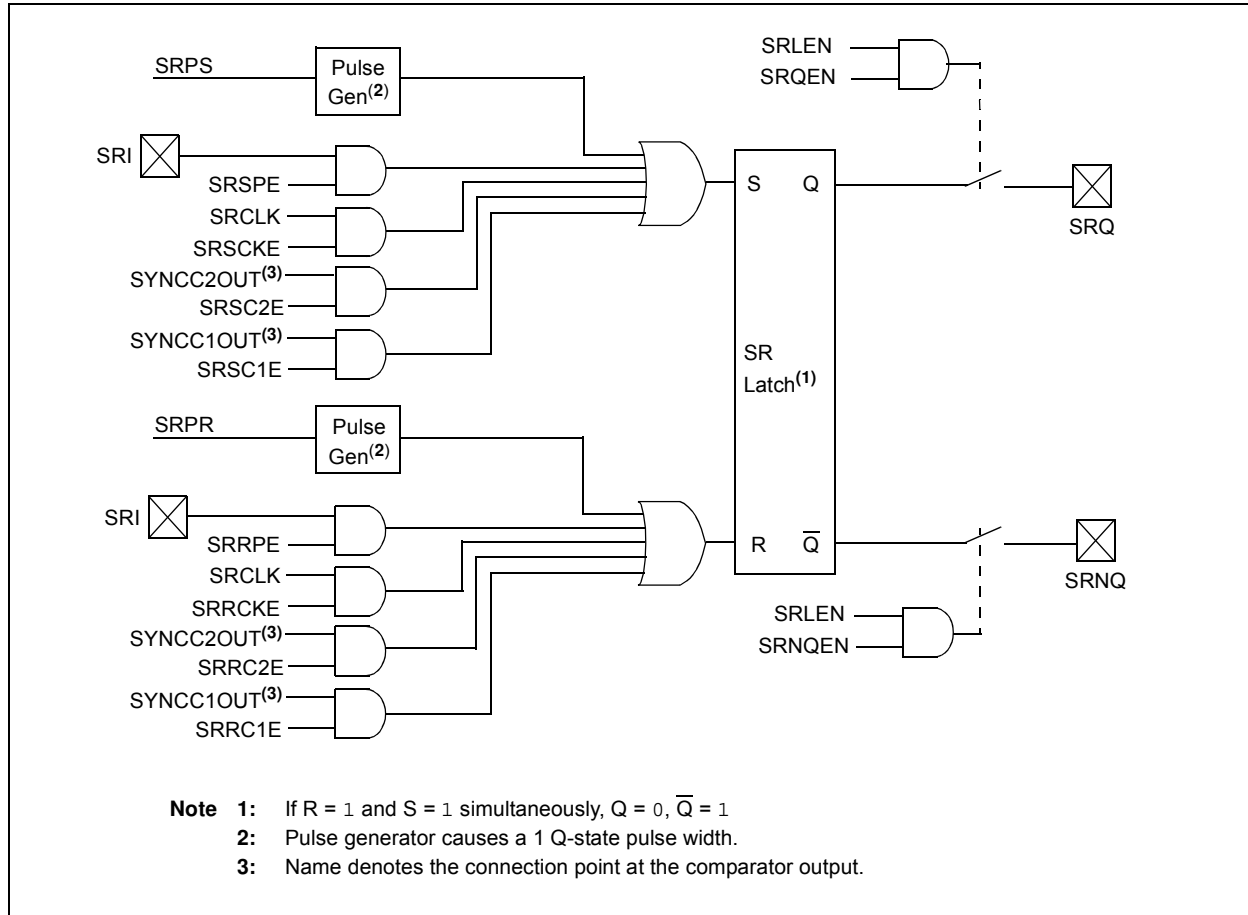 SRPS
Pulse
Gen(2)
SRI
SRSPE
SRCLK
SRSCKE
SYNCC2OUT(3)
SRSC2E
SYNCC1OUT(3)
SRSC1E
SRLEN
SRQEN
S Q
SRQ
SR
Latch(1)
SRPR
Pulse
Gen(2)
SRI
SRRPE
SRCLK
SRRCKE
SYNCC2OUT(3)
SRRC2E
SYNCC1OUT(3)
SRRC1E
R Q̅
SRNQ
SRLEN
SRNQEN
Note 1: If R = 1 and S = 1 simultaneously, Q = 0, Q̅ = 1
2: Pulse generator causes a 1 Q-state pulse width.
3: Name denotes the connection point at the comparator output.